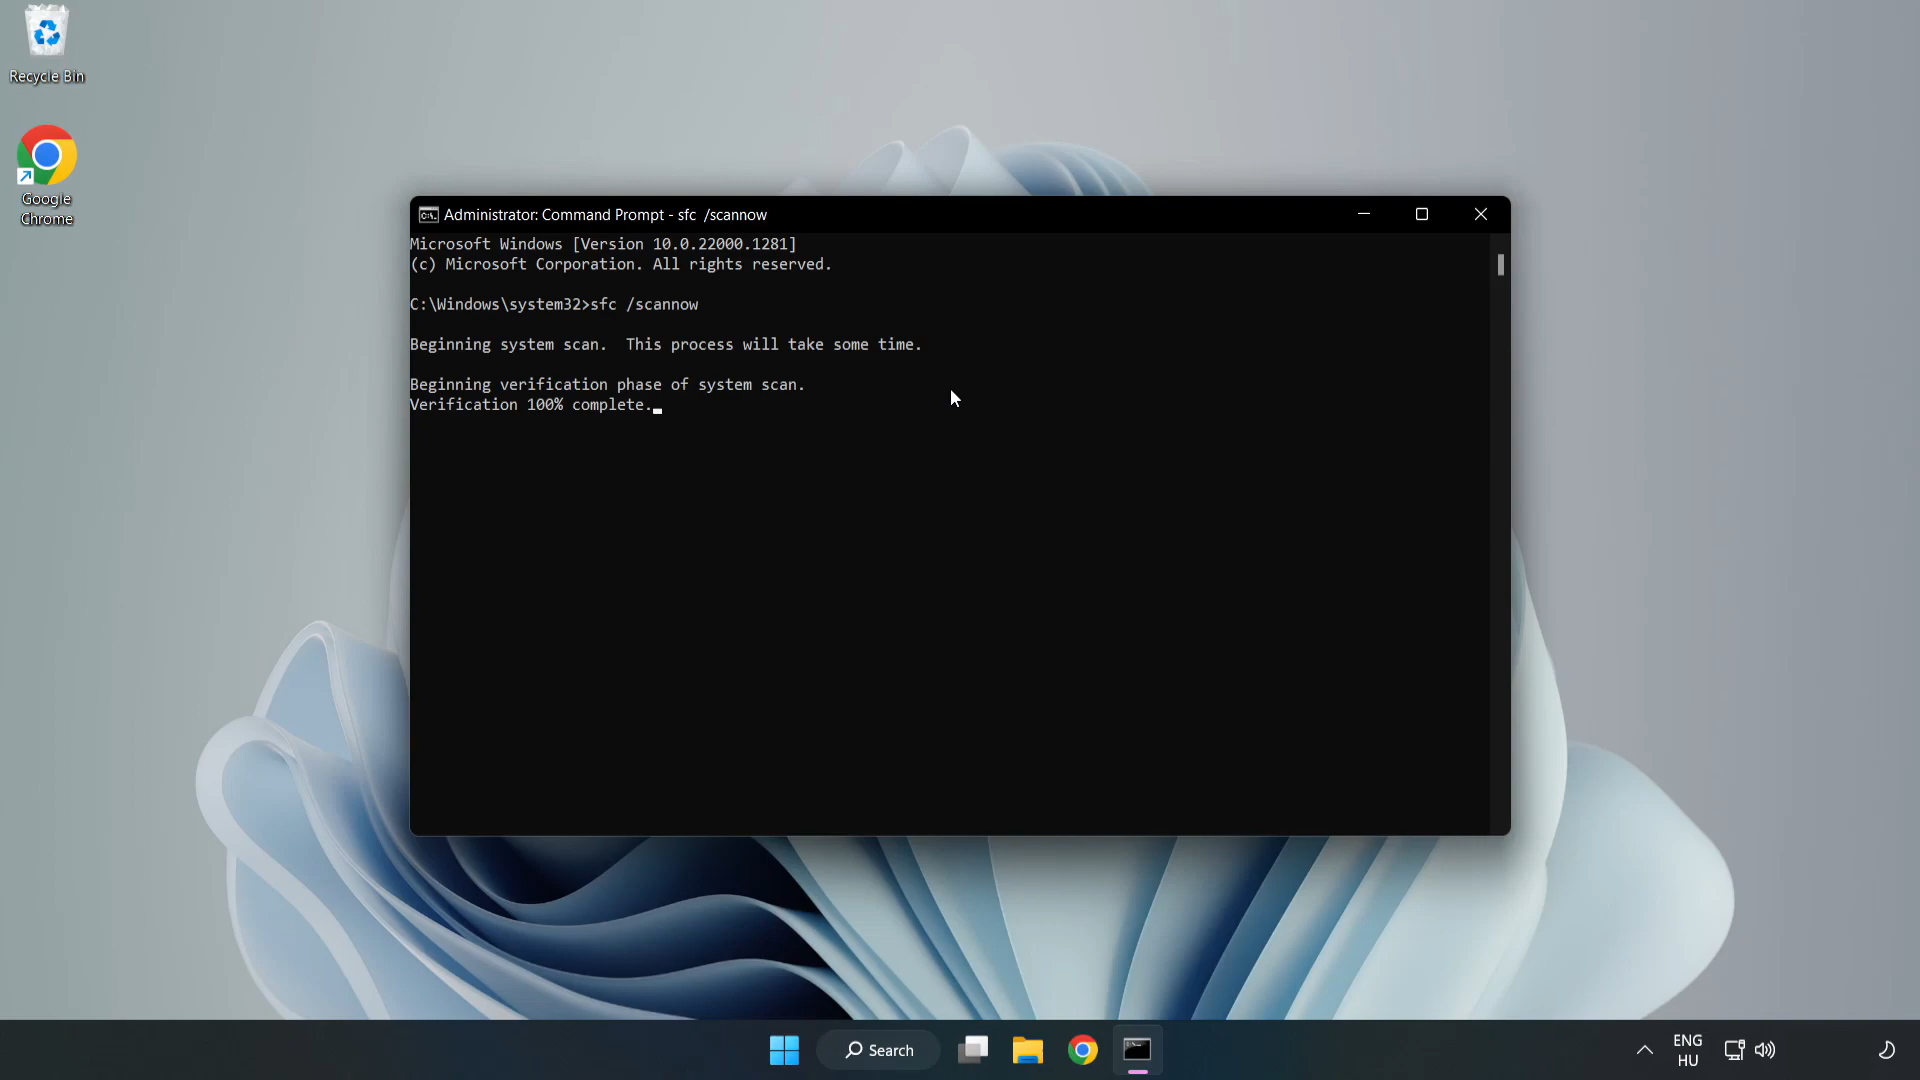 Recycle Bin
Google
Chrome
Administrator: Command Prompt - sfc  /scannow
Microsoft Windows [Version 10.0.22000.1281]
(c) Microsoft Corporation. All rights reserved.
C:\Windows\system32>sfc /scannow
Beginning system scan.  This process will take some time.
Beginning verification phase of system scan.
Verification 100% complete.
Search
ENG
HU